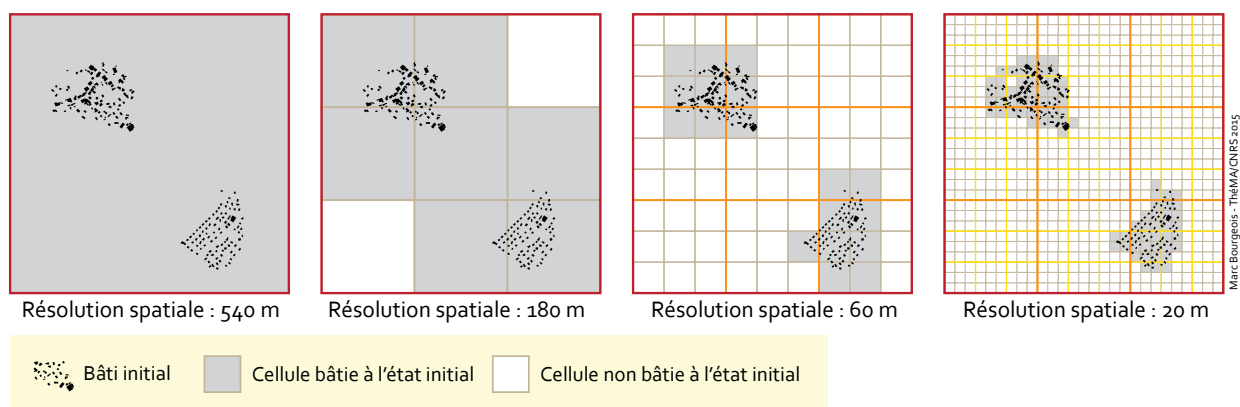 Résolution spatiale : 540 m
Résolution spatiale : 180 m
Résolution spatiale : 60 m
Résolution spatiale : 20 m
Marc Bourgeois - ThéMA/CNRS 2015
Bâti initial
Cellule bâtie à l'état initial
Cellule non bâtie à l'état initial